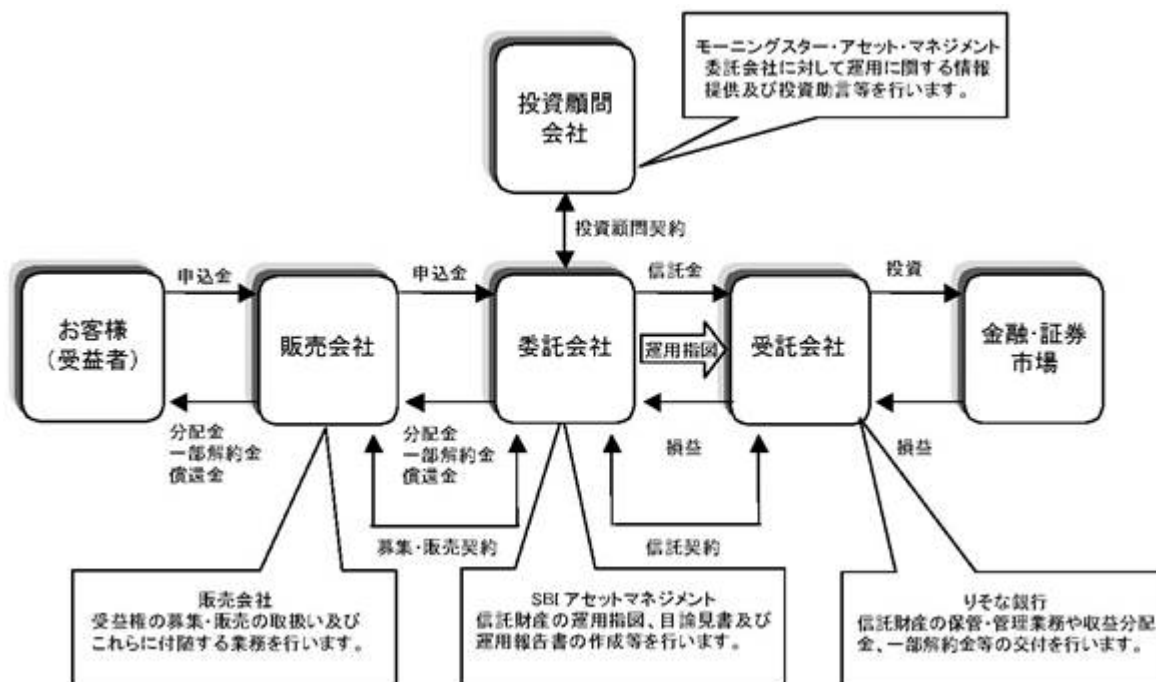 モーニングスター・アセット・マネジメント
委託会社に対して運用に関する情報
提供及び投資助言等を行います。
投資顧問
会社
投資顧問契約
申込金
申込金
信託金
投資
お客様
(受益者)
販売会社
委託会社
運用指図
受託会社
金融・証券
市場
分配金
一部解約金
償還金
分配金
一部解約金
償還金
損益
損益
募集・販売契約
信託契約
販売会社
受益権の募集・販売の取扱い及び
これらに付随する業務を行います。
SBI アセットマネジメント
信託財産の運用指図、目論見書及び
運用報告書の作成等を行います。
りそな銀行
信託財産の保管・管理業務や収益分配
金、一部解約金等の交付を行います。